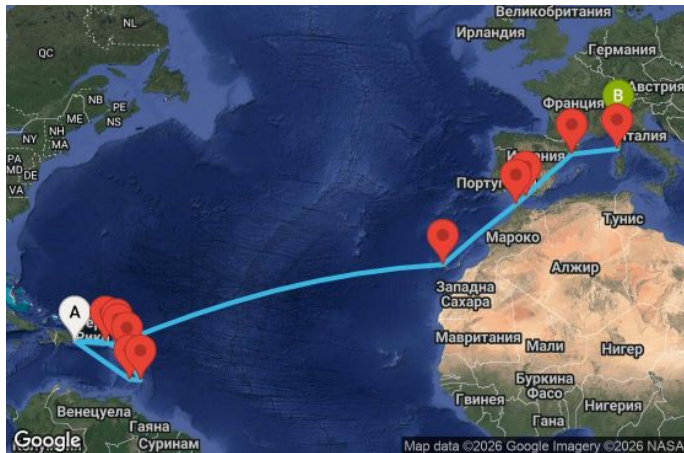 NL
Великобритания
Ирландия
QC
Германия
NB
PE
Австрия
ME
NS
B
Франция
NY
NH
MA
PA
MD
DE
VA
Тунис
Мароко
Алжир
Западна
Сахара
A
Мавритания
Мали
Нигер
Венецуела
Буркина
Фасо
Гвинея
Нигерия
Гаяна
Гана
Суринам
Google
Map data ©2026 Google Imagery ©2026 NASA